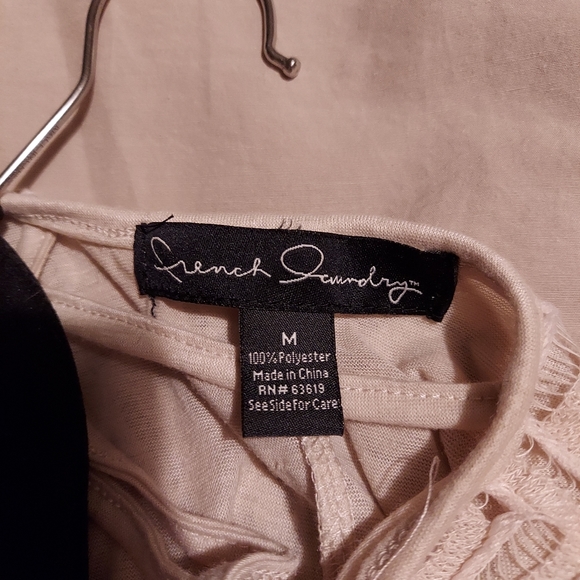 French Laundry™
M
100% Polyester
Made in China
RN# 63619
See Side For Care